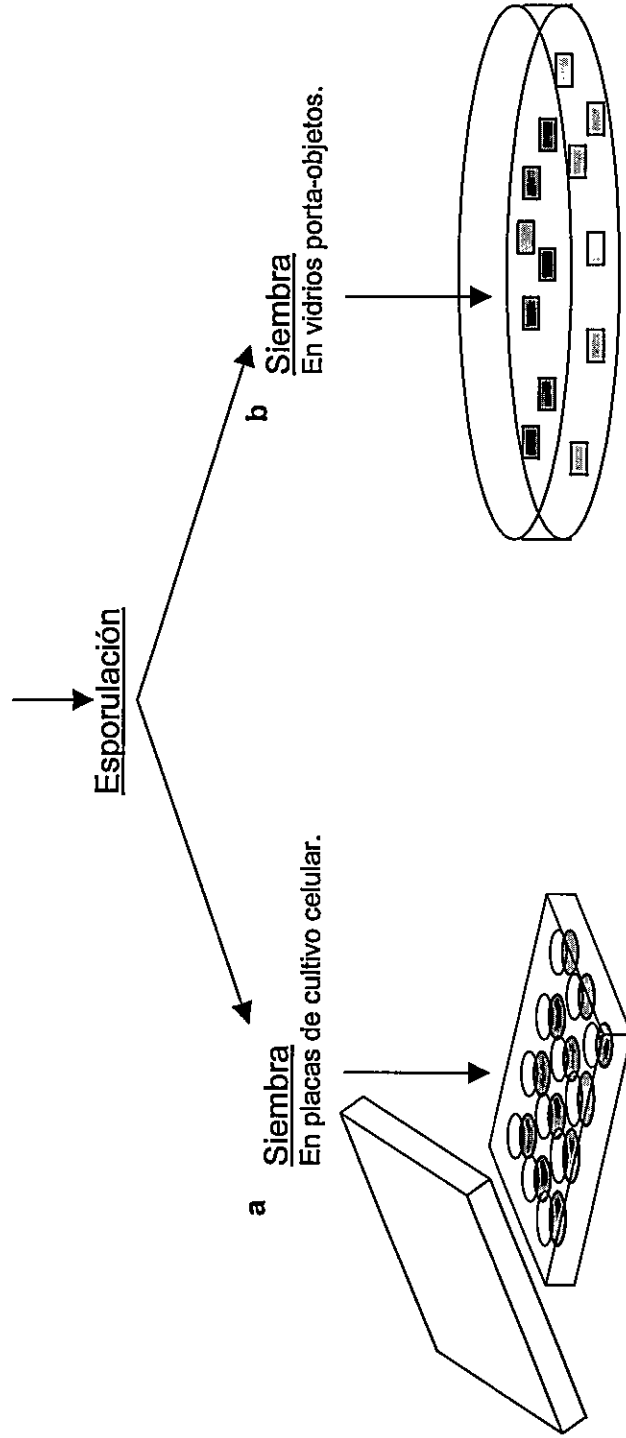 Esporulación
a
Siembra
En placas de cultivo celular.
b
Siembra
En vidrios porta-objetos.